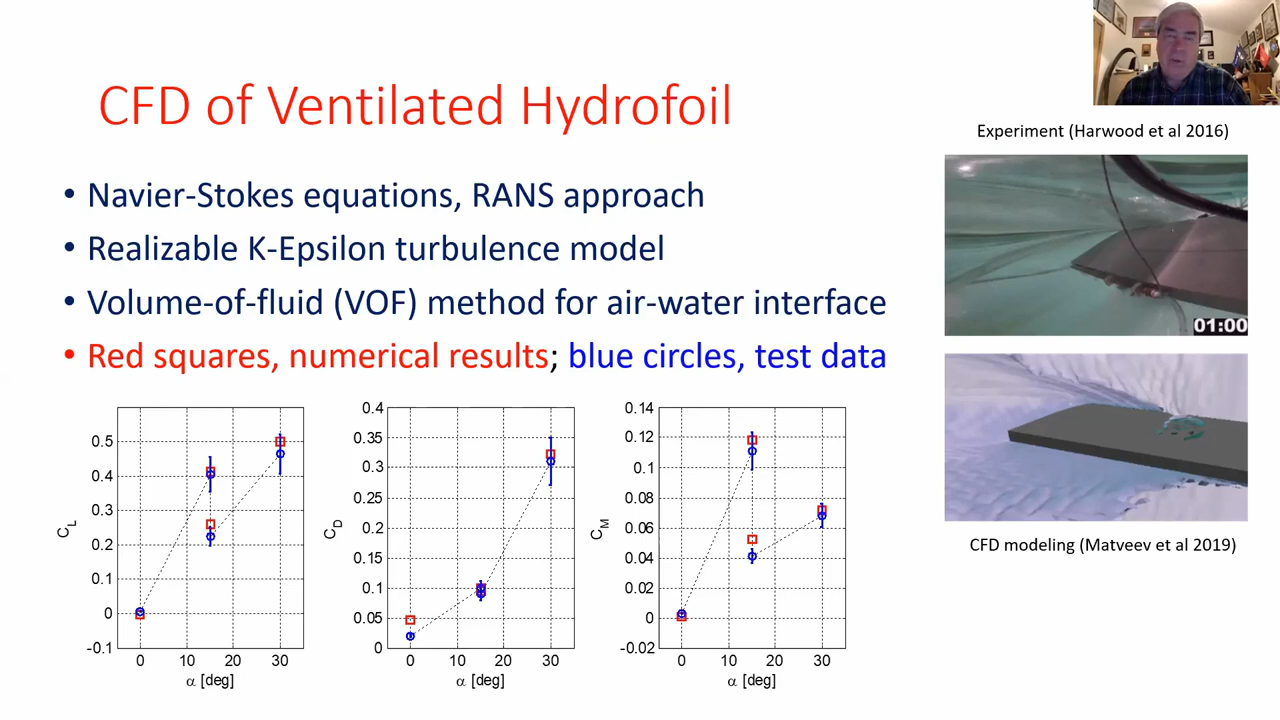 CFD of Ventilated Hydrofoil
• Navier-Stokes equations, RANS approach
• Realizable K-Epsilon turbulence model
• Volume-of-fluid (VOF) method for air-water interface
• Red squares, numerical results; blue circles, test data
Experiment (Harwood et al 2016)
01:00
CFD modeling (Matveev et al 2019)
0.5
0.4
0.3
0.2
0.1
0
-0.1
C_L
0 10 20 30
α [deg]
0.4
0.35
0.3
0.25
0.2
0.15
0.1
0.05
0
C_D
0 10 20 30
α [deg]
0.14
0.12
0.1
0.08
0.06
0.04
0.02
0
-0.02
C_M
0 10 20 30
α [deg]